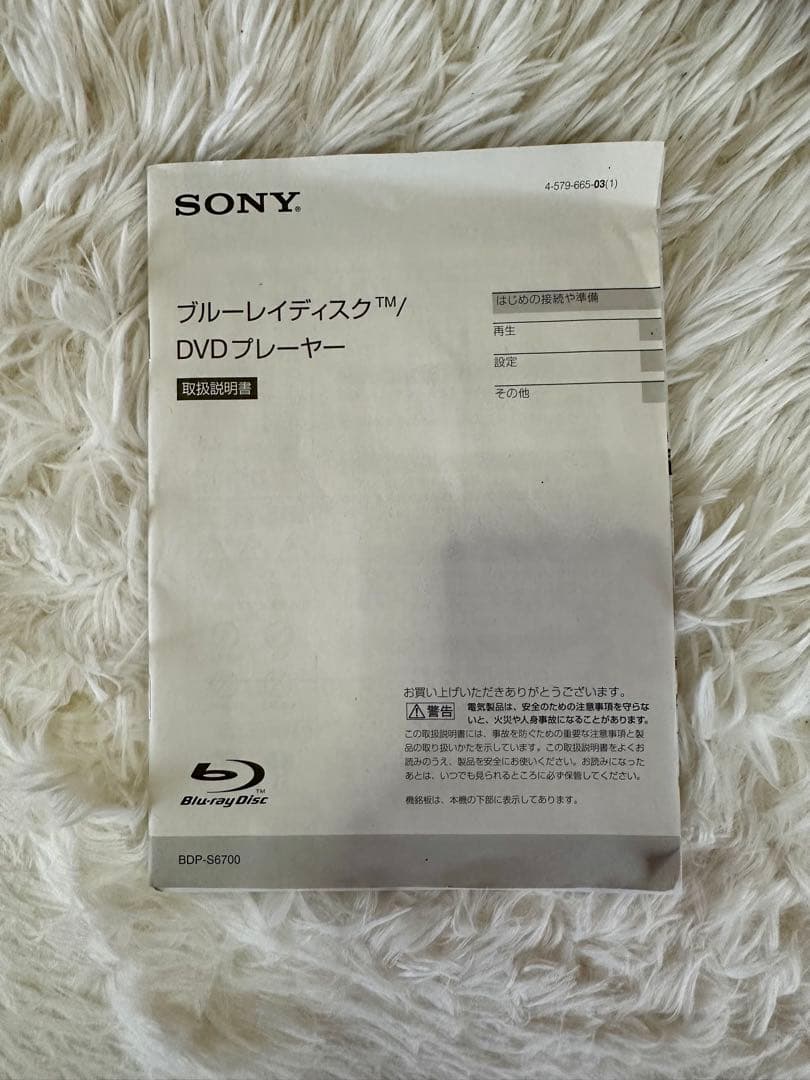 SONY®
4-579-665-03(1)
ブルーレイディスク™/
DVDプレーヤー
取扱説明書
はじめの接続や準備
再生
設定
その他
お買い上げいただきありがとうございます。
警告 電気製品は、安全のための注意事項を守らな
いと、火災や人身事故になることがあります。
この取扱説明書には、事故を防ぐための重要な注意事項と製
品の取り扱いかたを示しています。この取扱説明書をよくお
読みのうえ、製品を安全にお使いください。お読みになった
あとは、いつでも見られるところに必ず保管してください。
機銘板は、本機の下部に表示してあります。
Blu-ray Disc™
BDP-S6700